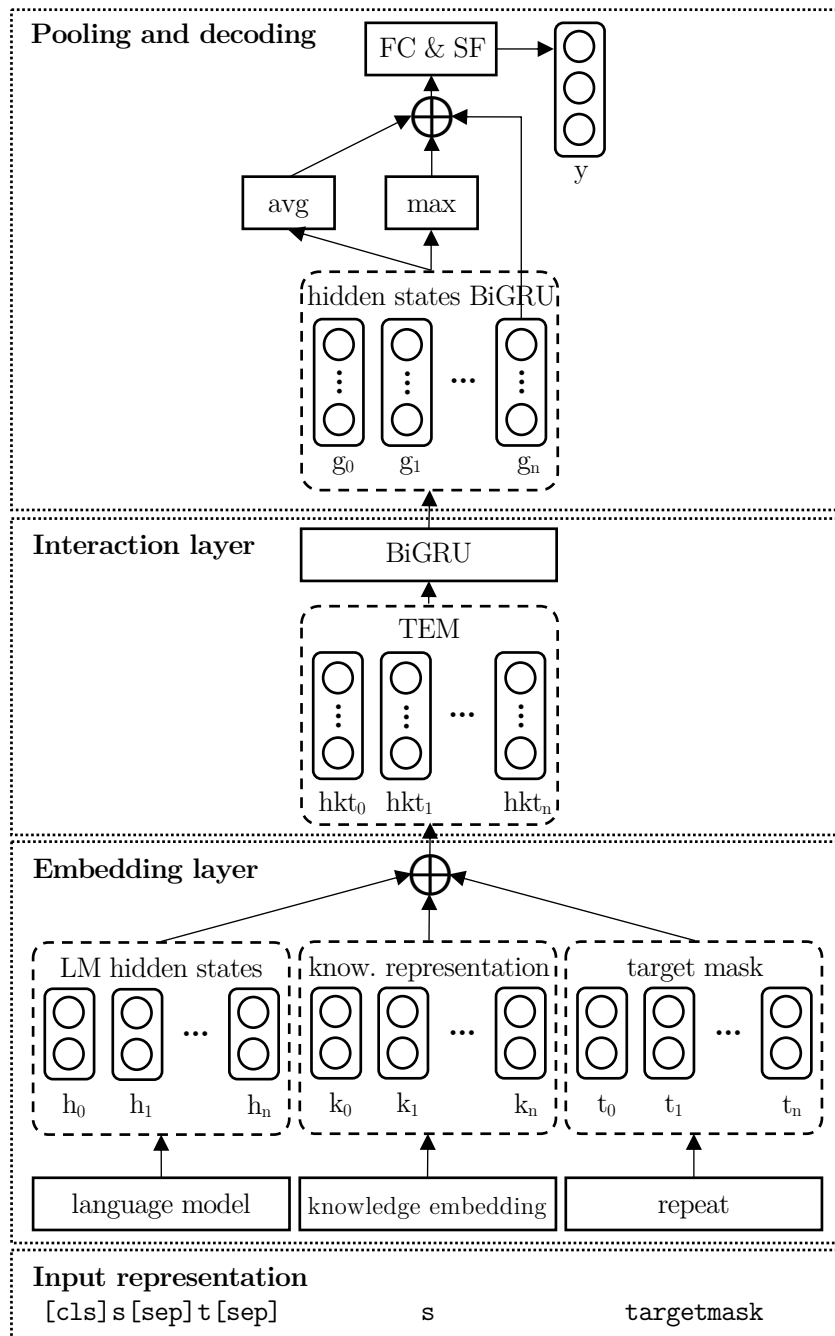 Pooling and decoding
FC & SF
y
avg
max
hidden states BiGRU
...
g0 g1 gn
Interaction layer
BiGRU
TEM
...
hkt0 hkt1 hktn
Embedding layer
LM hidden states know. representation target mask
... ... ...
h0 h1 hn k0 k1 kn t0 t1 tn
language model knowledge embedding repeat
Input representation
[cls]s[sep]t[sep] s targetmask